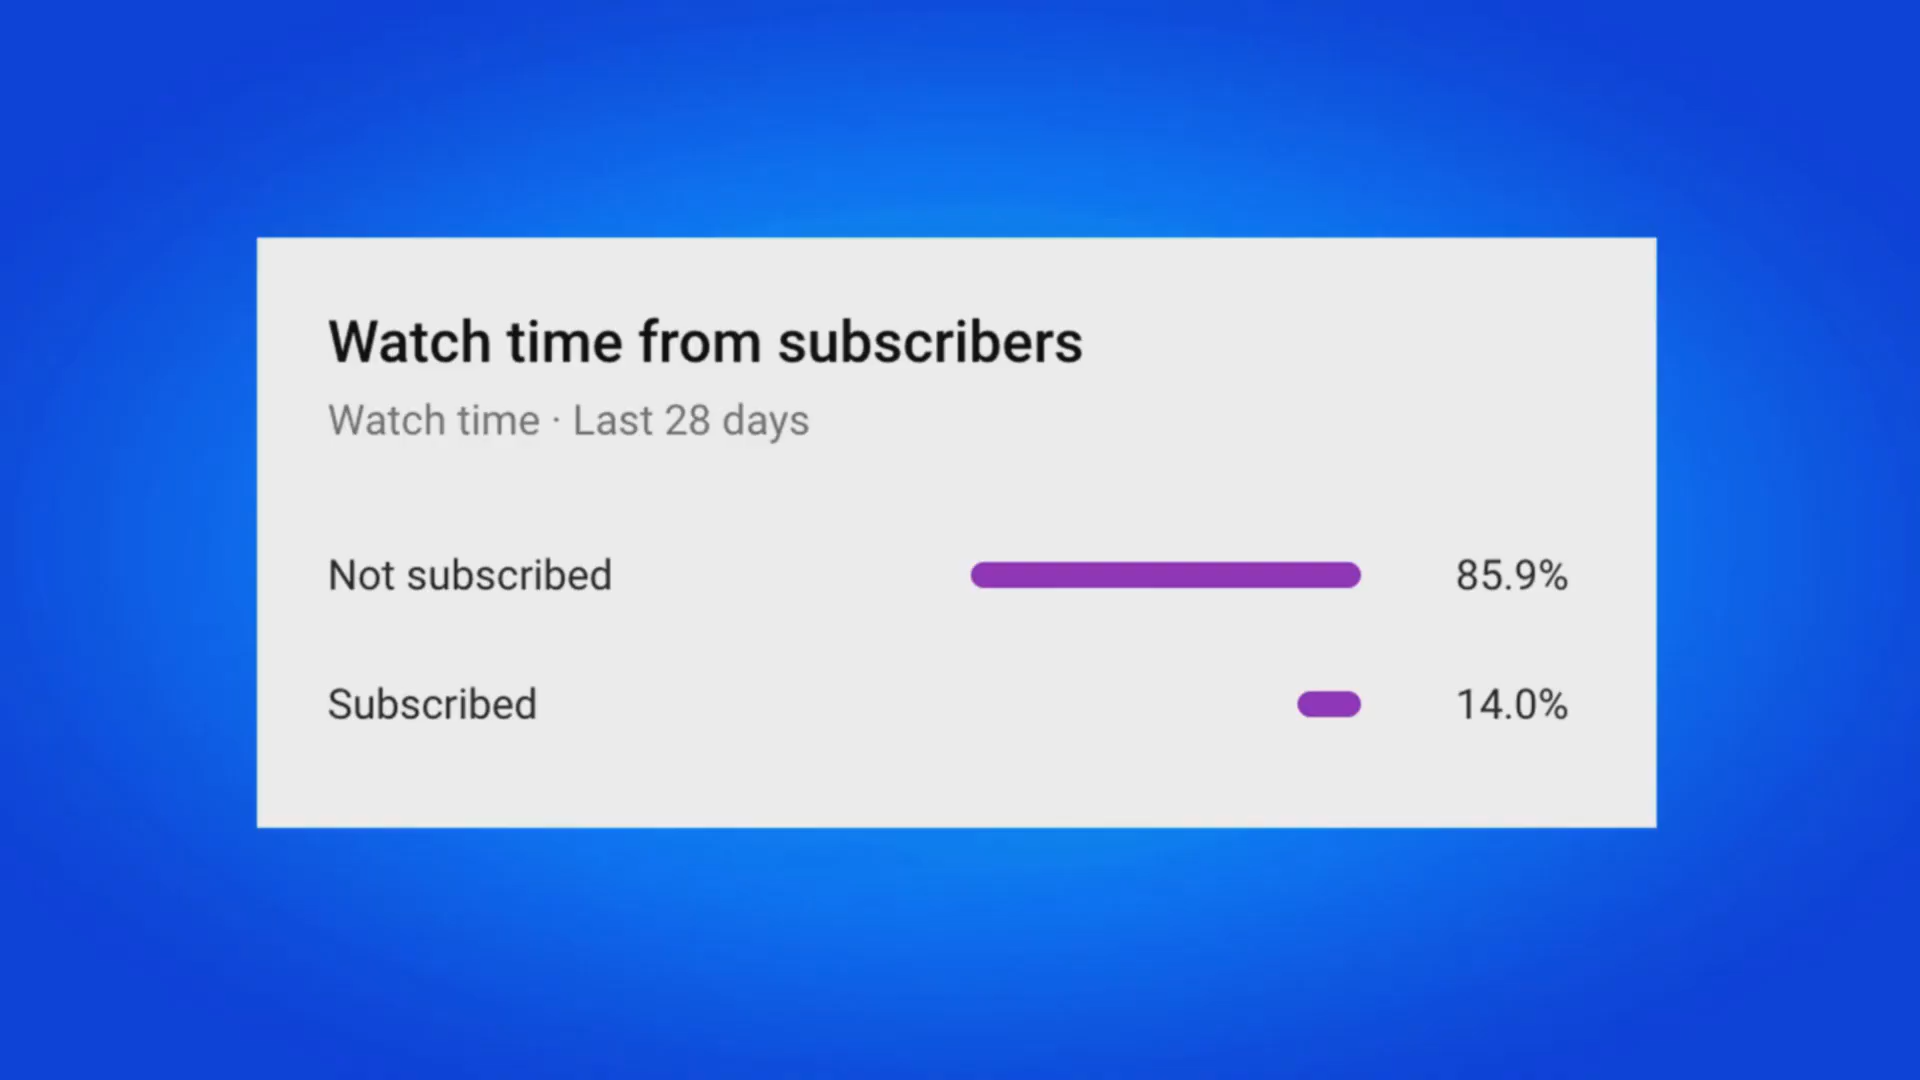 Watch time from subscribers
Watch time · Last 28 days
Not subscribed 85.9%
Subscribed 14.0%